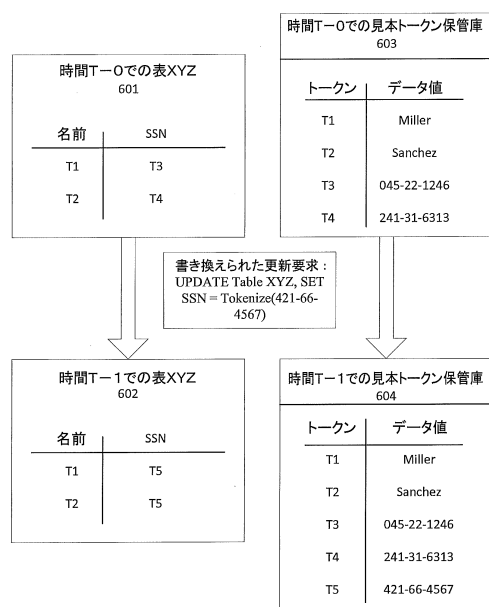 時間T－0での表XYZ
601
名前 SSN
T1 T3
T2 T4
時間T－0での見本トークン保管庫
603
トークン データ値
T1 Miller
T2 Sanchez
T3 045-22-1246
T4 241-31-6313
書き換えられた更新要求：
UPDATE Table XYZ, SET
SSN = Tokenize(421-66-
4567)
時間T－1での表XYZ
602
名前 SSN
T1 T5
T2 T5
時間T－1での見本トークン保管庫
604
トークン データ値
T1 Miller
T2 Sanchez
T3 045-22-1246
T4 241-31-6313
T5 421-66-4567